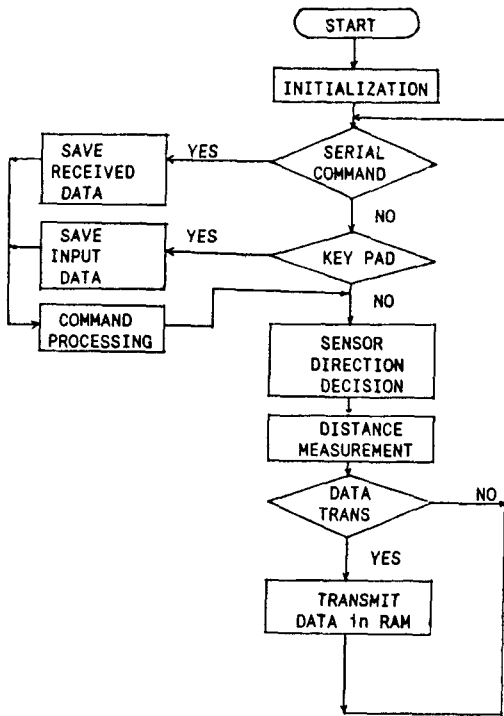 START
INITIALIZATION
SERIAL
COMMAND
YES
SAVE
RECEIVED
DATA
NO
KEY PAD
YES
SAVE
INPUT
DATA
NO
COMMAND
PROCESSING
SENSOR
DIRECTION
DECISION
DISTANCE
MEASUREMENT
DATA
TRANS
NO
YES
TRANSMIT
DATA in RAM